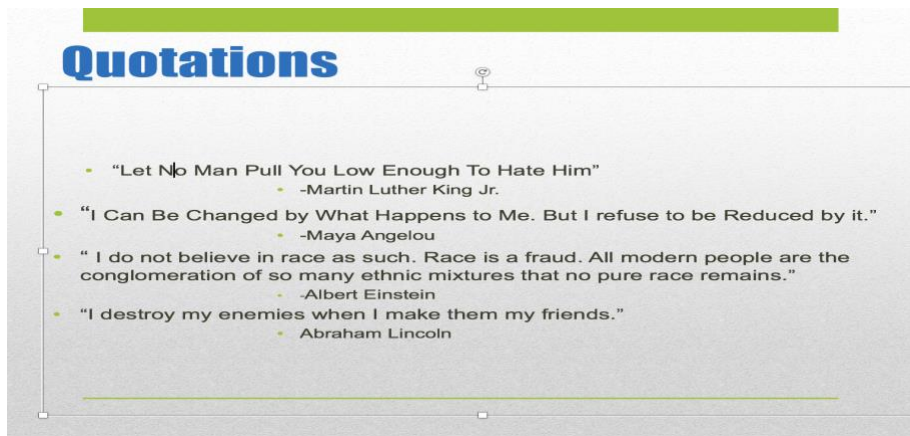 Quotations
“Let No Man Pull You Low Enough To Hate Him”
-Martin Luther King Jr.
“I Can Be Changed by What Happens to Me. But I refuse to be Reduced by it.”
-Maya Angelou
“ I do not believe in race as such. Race is a fraud. All modern people are the
conglomeration of so many ethnic mixtures that no pure race remains.”
-Albert Einstein
“I destroy my enemies when I make them my friends.”
Abraham Lincoln